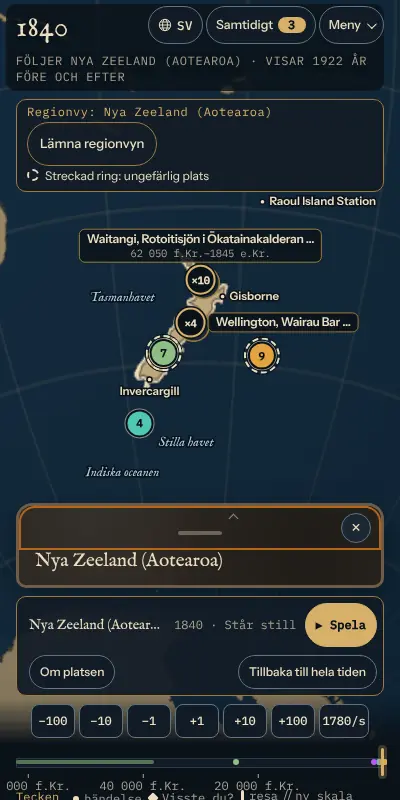 1840
SV
Samtidigt 3
Meny
FÖLJER NYA ZEELAND (AOTEAROA) · VISAR 1922 ÅR
FÖRE OCH EFTER
Regionvy: Nya Zeeland (Aotearoa)
Lämna regionvyn
Streckad ring: ungefärlig plats
Raoul Island Station
Waitangi, Rotoitisjön i Ōkatainakalderan …
62 050 f.Kr.–1845 e.Kr.
×10
Tasmanhavet
Gisborne
×4
Wellington, Wairau Bar …
7
9
Invercargill
4
Stilla havet
Indiska oceanen
×
Nya Zeeland (Aotearoa)
Nya Zeeland (Aotear… 1840 · Står still ▶ Spela
Om platsen
Tillbaka till hela tiden
−100 −10 −1 +1 +10 +100 1780/s
000 f.Kr. 40 000 f.Kr. 20 000 f.Kr.
Tecken händelse Visste du? resa // ny skala